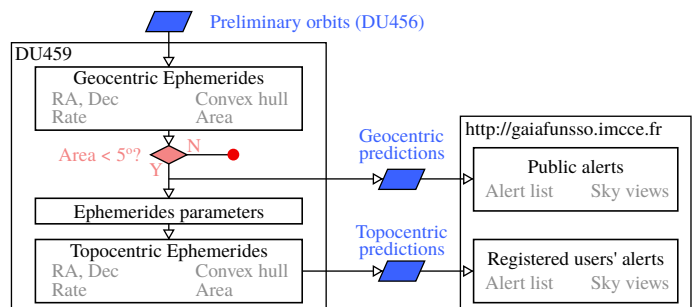 Preliminary orbits (DU456)
DU459
Geocentric Ephemerides
RA, Dec Convex hull
Rate Area
Area < 5º?
N
Y
Geocentric
predictions
http://gaiafunsso.imcce.fr
Public alerts
Alert list Sky views
Ephemerides parameters
Topocentric Ephemerides
RA, Dec Convex hull
Rate Area
Topocentric
predictions
Registered users' alerts
Alert list Sky views